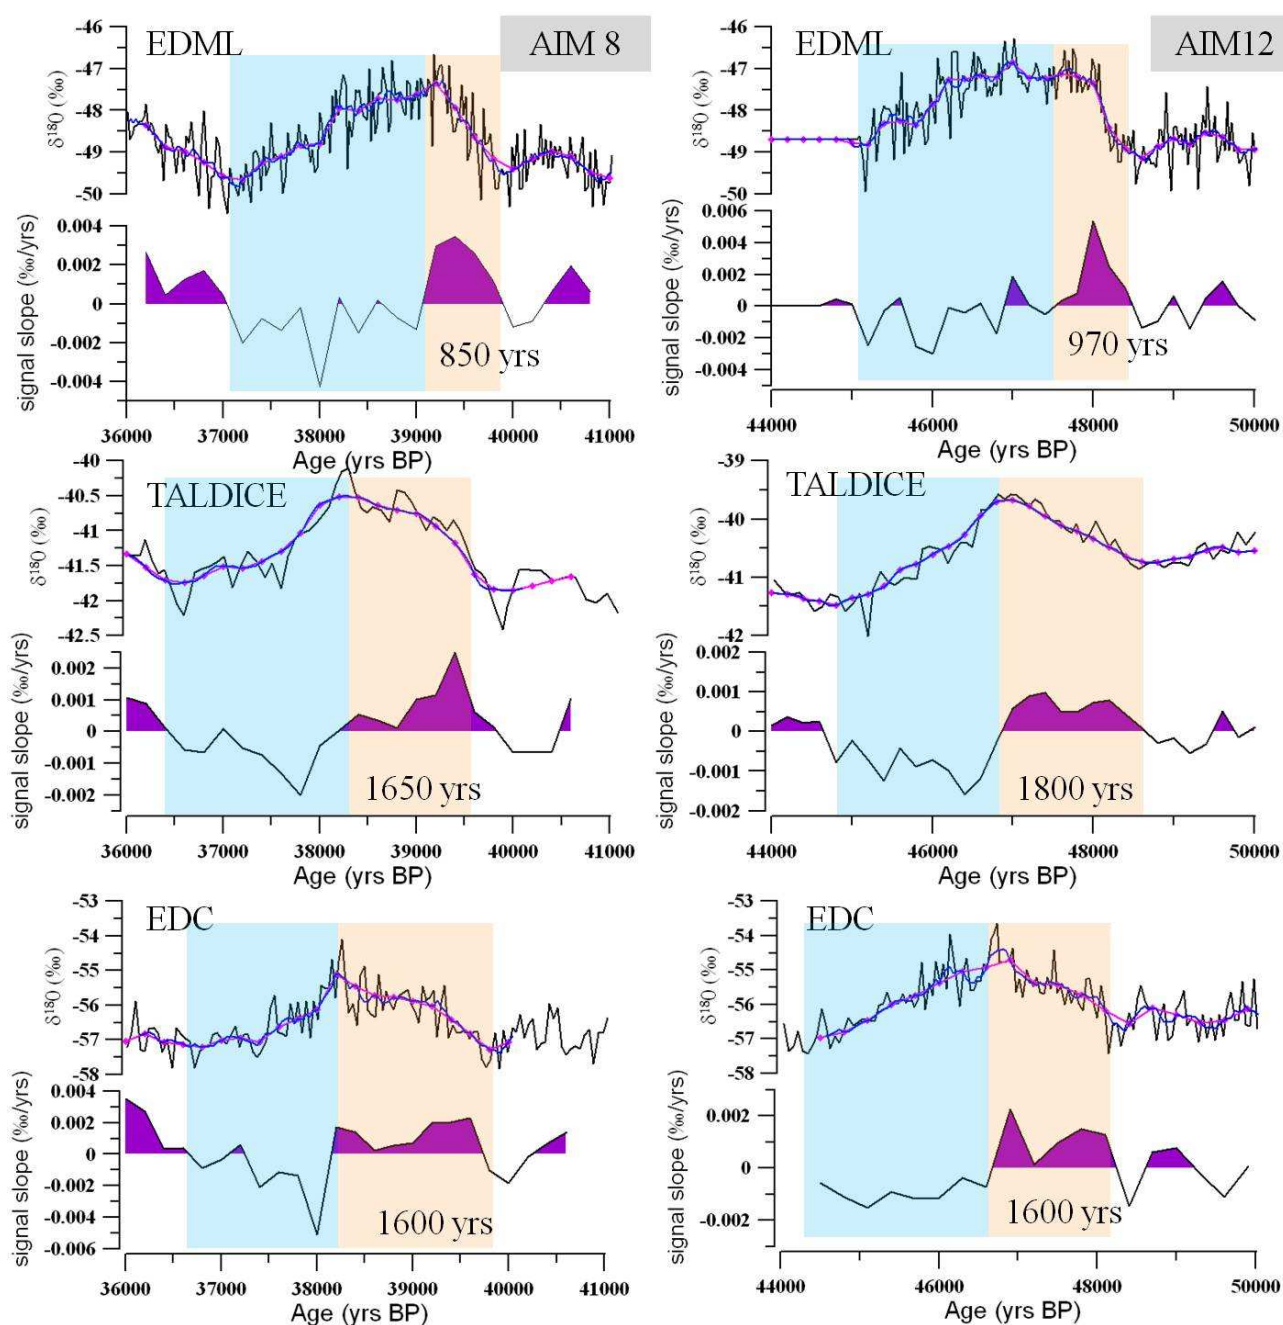 EDML
AIM 8
-46
-47
-48
-49
-50
δ18O (‰)
0.004
0.002
0
-0.002
-0.004
signal slope (‰/yrs)
850 yrs
36000 37000 38000 39000 40000 41000
Age (yrs BP)
EDML
AIM12
-46
-47
-48
-49
-50
δ18O (‰)
0.006
0.004
0.002
0
-0.002
-0.004
signal slope (‰/yrs)
970 yrs
44000 46000 48000 50000
Age (yrs BP)
TALDICE
-40
-40.5
-41
-41.5
-42
-42.5
δ18O (‰)
0.002
0.001
0
-0.001
-0.002
signal slope (‰/yrs)
1650 yrs
36000 37000 38000 39000 40000 41000
Age (yrs BP)
TALDICE
-39
-40
-41
-42
δ18O (‰)
0.002
0.001
0
-0.001
-0.002
signal slope (‰/yrs)
1800 yrs
44000 46000 48000 50000
Age (yrs BP)
EDC
-53
-54
-55
-56
-57
-58
δ18O (‰)
0.004
0.002
0
-0.002
-0.004
-0.006
signal slope (‰/yrs)
1600 yrs
36000 37000 38000 39000 40000 41000
Age (yrs BP)
EDC
-53
-54
-55
-56
-57
-58
δ18O (‰)
0.002
0
-0.002
signal slope (‰/yrs)
1600 yrs
44000 46000 48000 50000
Age (yrs BP)